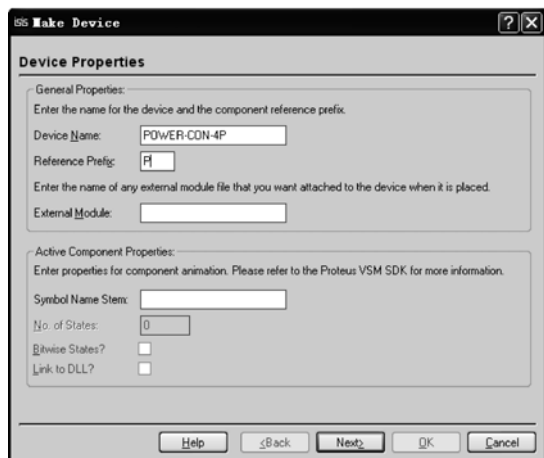 isis Make Device
Device Properties
General Properties:
Enter the name for the device and the component reference prefix.
Device Name: POWER-CON-4P
Reference Prefix: P
Enter the name of any external module file that you want attached to the device when it is placed.
External Module:
Active Component Properties:
Enter properties for component animation. Please refer to the Proteus VSM SDK for more information.
Symbol Name Stem:
No. of States: 0
Bitwise States?
Link to DLL?
Help <Back Next> OK Cancel